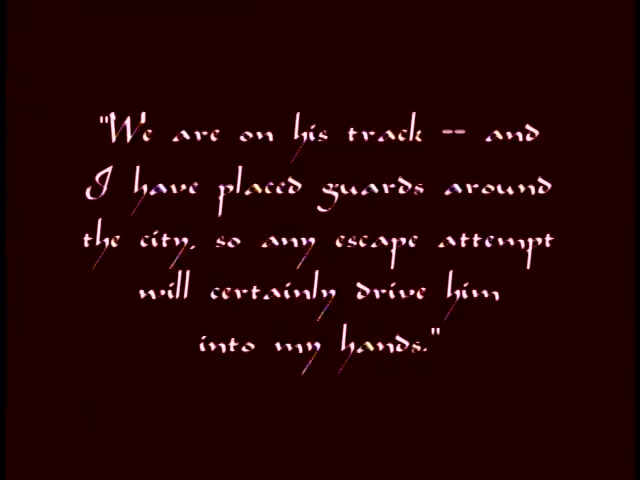 "We are on his track -- and
I have placed guards around
the city, so any escape attempt
will certainly drive him
into my hands."